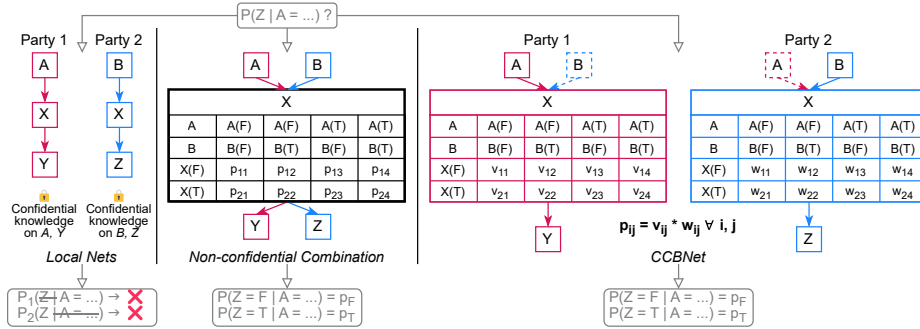 P(Z | A = ...) ?
Party 1
Party 2
A
B
X
X
Y
Z
Confidential
knowledge
on A, Y
Confidential
knowledge
on B, Z
Local Nets
P1(Z | A = ...) →
P2(Z | A = ...) →
A
B
X
A A(F) A(F) A(T) A(T)
B B(F) B(T) B(F) B(T)
X(F) p11 p12 p13 p14
X(T) p21 p22 p23 p24
Y
Z
Non-confidential Combination
P(Z = F | A = ...) = pF
P(Z = T | A = ...) = pT
Party 1
A
B
X
A A(F) A(F) A(T) A(T)
B B(F) B(T) B(F) B(T)
X(F) v11 v12 v13 v14
X(T) v21 v22 v23 v24
Y
Party 2
A
B
X
A A(F) A(F) A(T) A(T)
B B(F) B(T) B(F) B(T)
X(F) w11 w12 w13 w14
X(T) w21 w22 w23 w24
Z
pij = vij * wij ∀ i, j
CCBNet
P(Z = F | A = ...) = pF
P(Z = T | A = ...) = pT